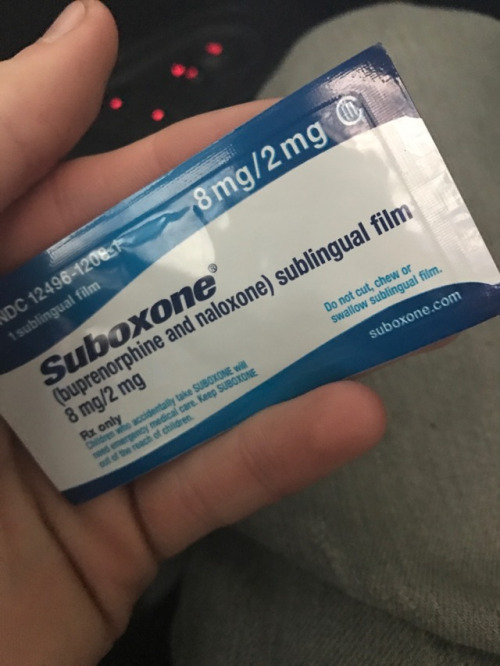 8mg/2mg CIII
NDC 12496-1208-1
1 sublingual film
Suboxone®
(buprenorphine and naloxone) sublingual film
8 mg/2 mg
Rx only
Children who accidentally take SUBOXONE will
need emergency medical care. Keep SUBOXONE
out of the reach of children.
Do not cut, chew or
swallow sublingual film.
suboxone.com